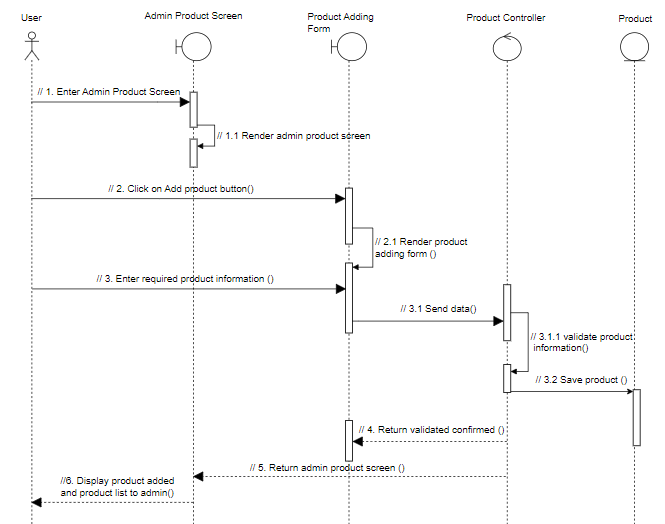 User
Admin Product Screen
Product Adding
Form
Product Controller
Product
// 1. Enter Admin Product Screen
// 1.1 Render admin product screen
// 2. Click on Add product button()
// 2.1 Render product
adding form ()
// 3. Enter required product information ()
// 3.1 Send data()
// 3.1.1 validate product
information()
// 3.2 Save product ()
// 4. Return validated confirmed ()
// 5. Return admin product screen ()
//6. Display product added
and product list to admin()